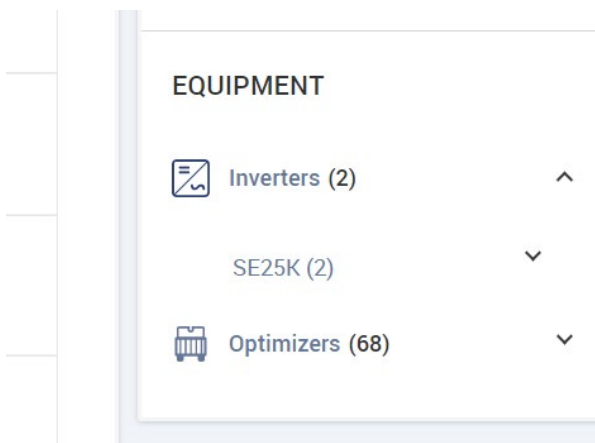 EQUIPMENT
Inverters (2)
SE25K (2)
Optimizers (68)